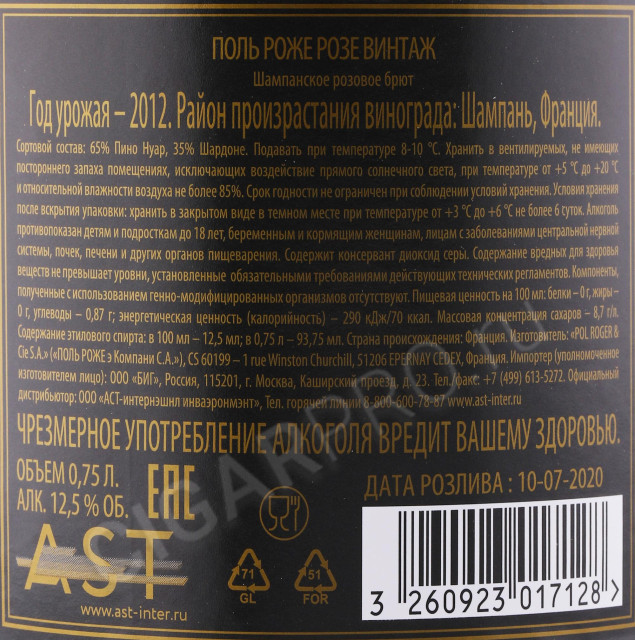 ПОЛЬ РОЖЕ РОЗЕ ВИНТАЖ
Шампанское розовое брют
Год урожая – 2012. Район произрастания винограда: Шампань, Франция.
Сортовой состав: 65% Пино Нуар, 35% Шардоне. Подавать при температуре 8-10 °С. Хранить в вентилируемых, не имеющих
постороннего запаха помещениях, исключающих воздействие прямого солнечного света, при температуре от +5 °С до +20 °С
и относительной влажности воздуха не более 85%. Срок годности не ограничен при соблюдении условий хранения. Условия хранения
после вскрытия упаковки: хранить в закрытом виде в темном месте при температуре от +3 °С до +6 °С не более 6 суток. Алкоголь
противопоказан детям и подросткам до 18 лет, беременным и кормящим женщинам, лицам с заболеваниями центральной нервной
системы, почек, печени и других органов пищеварения. Содержит консервант диоксид серы. Содержание вредных для здоровья
веществ не превышает уровни, установленные обязательными требованиями действующих технических регламентов. Компоненты,
полученные с использованием генно-модифицированных организмов отсутствуют. Пищевая ценность на 100 мл: белки – 0 г, жиры –
0 г, углеводы – 0,87 г; энергетическая ценность (калорийность) – 290 кДж/70 ккал. Массовая концентрация сахаров – 8,7 г/л.
Содержание этилового спирта: в 100 мл – 12,5 мл; в 0,75 л – 93,75 мл. Страна происхождения: Франция. Изготовитель: «POL ROGER &
Cie S.A.» («ПОЛЬ РОЖЕ э Компани С.А.»), CS 60199 – 1 rue Winston Churchill, 51206 EPERNAY CEDEX, Франция. Импортер (уполномоченное
изготовителем лицо): ООО «БИГ», Россия, 115201, г. Москва, Каширский проезд, д. 23. Тел./факс: +7 (499) 613-5272. Официальный
дистрибьютор: ООО «АСТ-интернэшнл инваэронмэнт», Тел. горячей линии 8-800-600-78-87 www.ast-inter.ru
ЧРЕЗМЕРНОЕ УПОТРЕБЛЕНИЕ АЛКОГОЛЯ ВРЕДИТ ВАШЕМУ ЗДОРОВЬЮ.
ОБЪЕМ 0,75 Л.
АЛК. 12,5 % ОБ.
EAC
ДАТА РОЗЛИВА : 10-07-2020
AST
www.ast-inter.ru
71
GL
51
FOR
3 260923 017128 >
CIGARPRO.RU